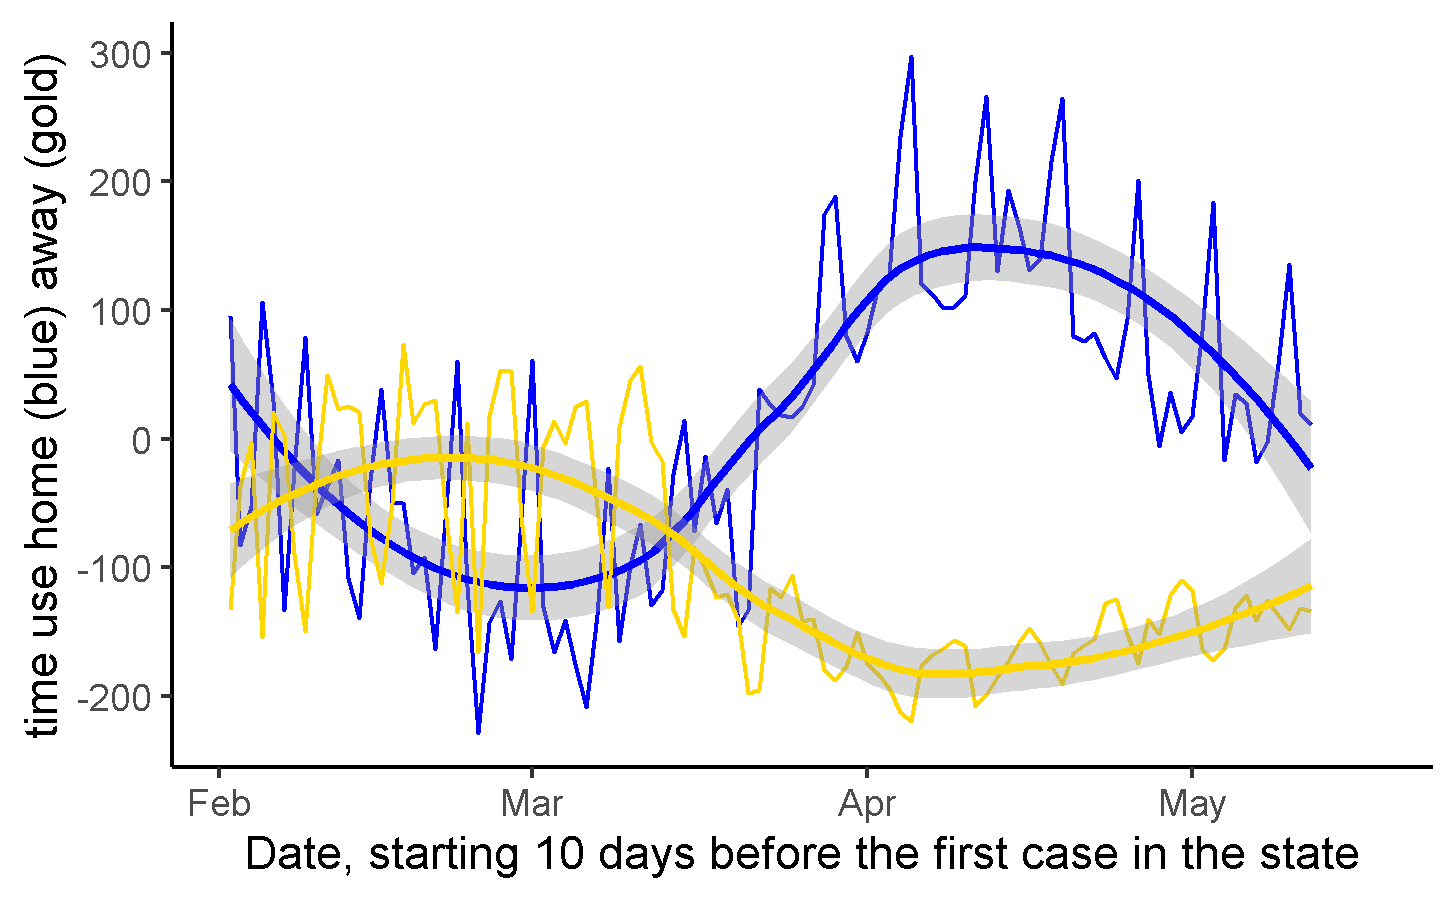 time use home (blue) away (gold)
300
200
100
0
-100
-200
Feb
Mar
Apr
May
Date, starting 10 days before the first case in the state